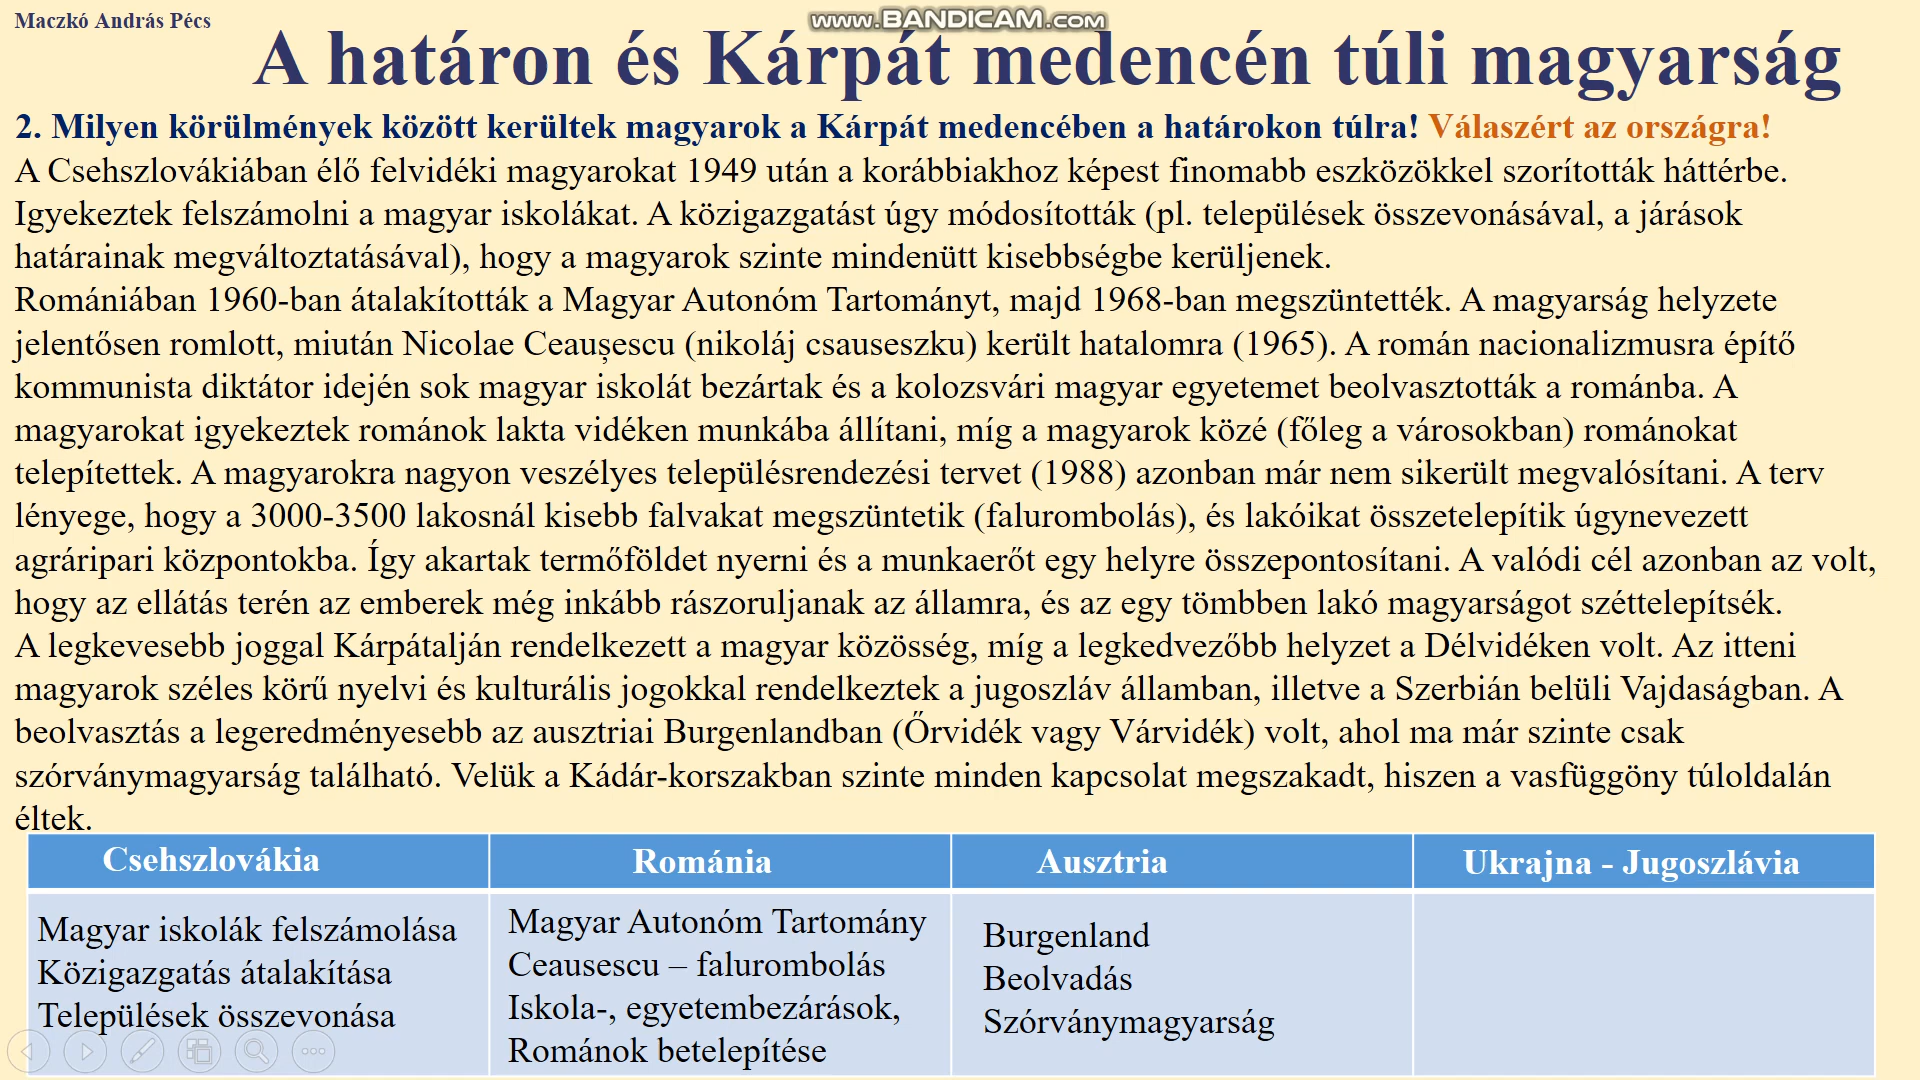 Maczkó András Pécs
www.BANDICAM.com
A határon és Kárpát medencén túli magyarság
2. Milyen körülmények között kerültek magyarok a Kárpát medencében a határokon túlra! Válaszért az országra!
A Csehszlovákiában élő felvidéki magyarokat 1949 után a korábbiakhoz képest finomabb eszközökkel szorították háttérbe.
Igyekeztek felszámolni a magyar iskolákat. A közigazgatást úgy módosították (pl. települések összevonásával, a járások
határainak megváltoztatásával), hogy a magyarok szinte mindenütt kisebbségbe kerüljenek.
Romániában 1960-ban átalakították a Magyar Autonóm Tartományt, majd 1968-ban megszüntették. A magyarság helyzete
jelentősen romlott, miután Nicolae Ceaușescu (nikoláj csauseszku) került hatalomra (1965). A román nacionalizmusra építő
kommunista diktátor idején sok magyar iskolát bezártak és a kolozsvári magyar egyetemet beolvasztották a románba. A
magyarokat igyekeztek románok lakta vidéken munkába állítani, míg a magyarok közé (főleg a városokban) románokat
telepítettek. A magyarokra nagyon veszélyes településrendezési tervet (1988) azonban már nem sikerült megvalósítani. A terv
lényege, hogy a 3000-3500 lakosnál kisebb falvakat megszüntetik (falurombolás), és lakóikat összetelepítik úgynevezett
agráripari központokba. Így akartak termőföldet nyerni és a munkaerőt egy helyre összepontosítani. A valódi cél azonban az volt,
hogy az ellátás terén az emberek még inkább rászoruljanak az államra, és az egy tömbben lakó magyarságot széttelepítsék.
A legkevesebb joggal Kárpátalján rendelkezett a magyar közösség, míg a legkedvezőbb helyzet a Délvidéken volt. Az itteni
magyarok széles körű nyelvi és kulturális jogokkal rendelkeztek a jugoszláv államban, illetve a Szerbián belüli Vajdaságban. A
beolvasztás a legeredményesebb az ausztriai Burgenlandban (Őrvidék vagy Várvidék) volt, ahol ma már szinte csak
szórványmagyarság található. Velük a Kádár-korszakban szinte minden kapcsolat megszakadt, hiszen a vasfüggöny túloldalán
éltek.
Csehszlovákia
Románia
Ausztria
Ukrajna - Jugoszlávia
Magyar iskolák felszámolása
Közigazgatás átalakítása
Települések összevonása
Magyar Autonóm Tartomány
Ceausescu – falurombolás
Iskola-, egyetembezárások,
Románok betelepítése
Burgenland
Beolvadás
Szórványmagyarság